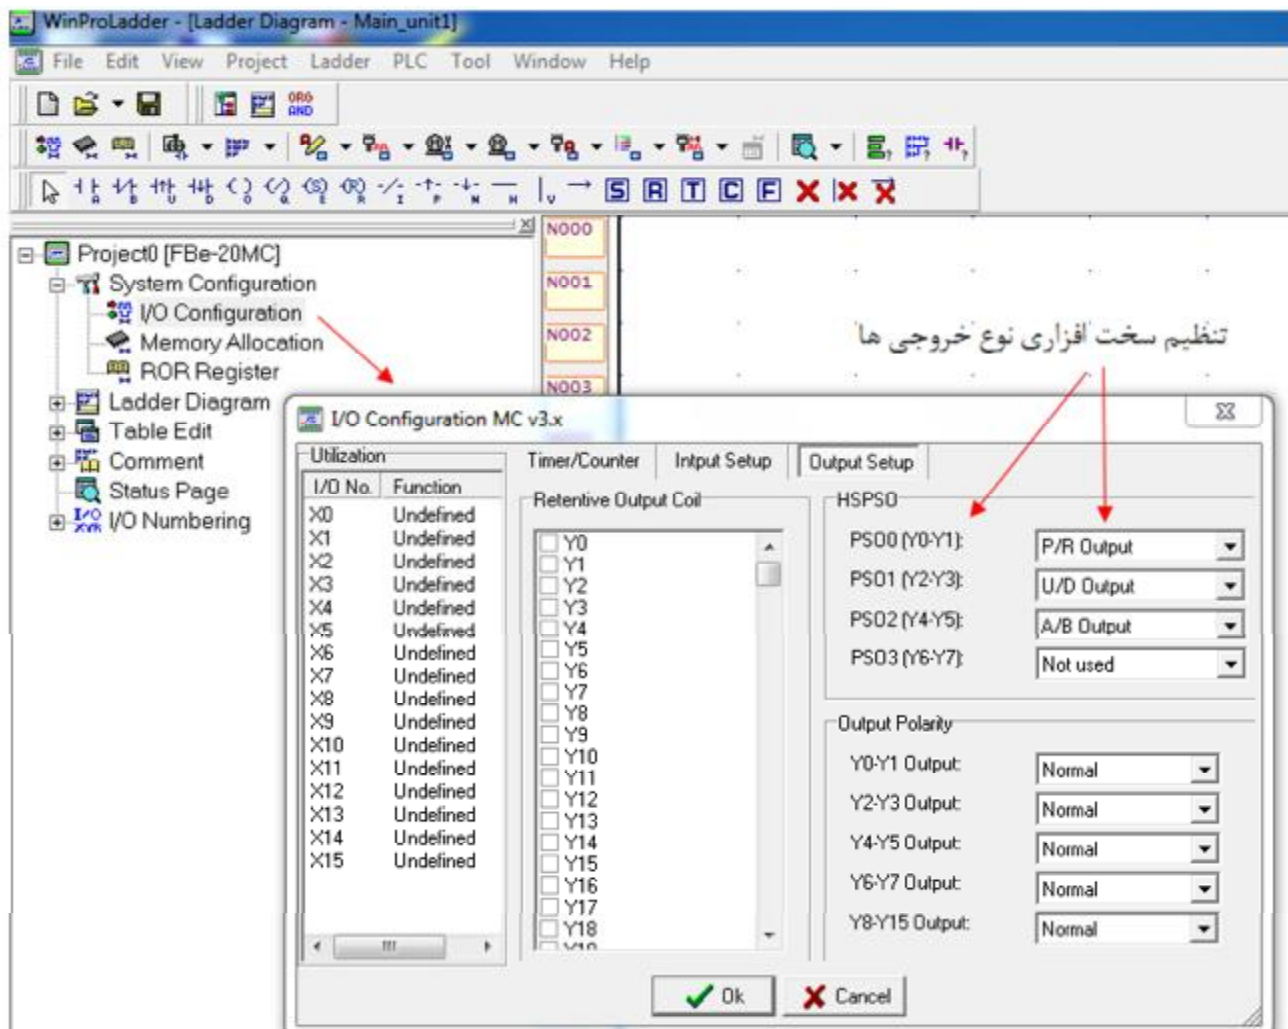 WinProLadder - [Ladder Diagram - Main_unit1]
File Edit View Project Ladder PLC Tool Window Help
ORG
AND
A B U D O Q E R I P N H V S R T C F
Project0 [FBe-20MC]
System Configuration
I/O Configuration
Memory Allocation
ROR Register
Ladder Diagram
Table Edit
Comment
Status Page
I/O Numbering
N000
N001
N002
N003
تنظیم سخت افزاری نوع خروجی ها
I/O Configuration MC v3.x
Utilization
I/O No. Function
X0 Undefined
X1 Undefined
X2 Undefined
X3 Undefined
X4 Undefined
X5 Undefined
X6 Undefined
X7 Undefined
X8 Undefined
X9 Undefined
X10 Undefined
X11 Undefined
X12 Undefined
X13 Undefined
X14 Undefined
X15 Undefined
Timer/Counter Intput Setup Output Setup
Retentive Output Coil
Y0
Y1
Y2
Y3
Y4
Y5
Y6
Y7
Y8
Y9
Y10
Y11
Y12
Y13
Y14
Y15
Y16
Y17
Y18
Y19
HSPSO
PSO0 (Y0-Y1): P/R Output
PSO1 (Y2-Y3): U/D Output
PSO2 (Y4-Y5): A/B Output
PSO3 (Y6-Y7): Not used
Output Polarity
Y0-Y1 Output: Normal
Y2-Y3 Output: Normal
Y4-Y5 Output: Normal
Y6-Y7 Output: Normal
Y8-Y15 Output: Normal
Ok Cancel